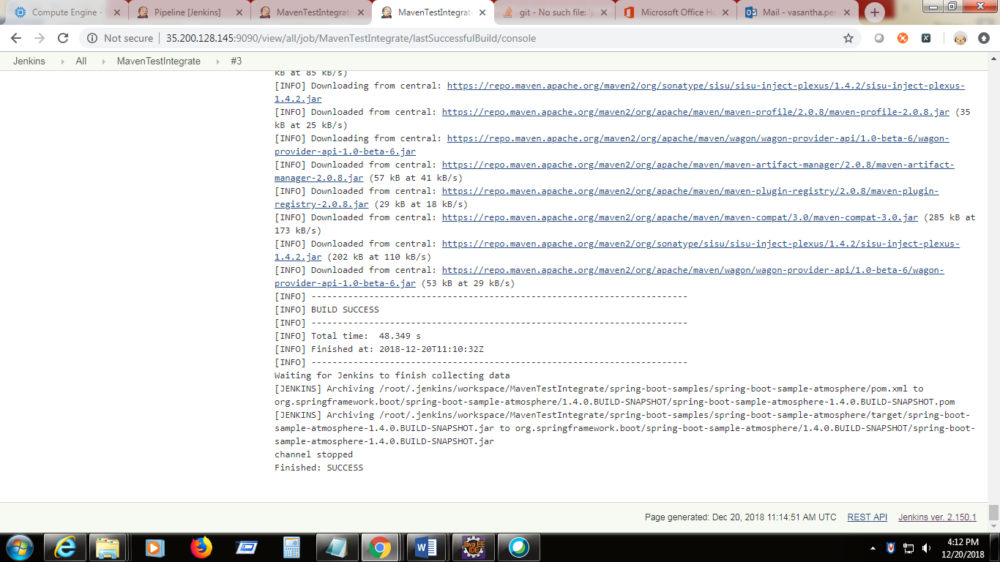 Compute Engine -
Pipeline [Jenkins]
MavenTestIntegrat
MavenTestIntegrat
git - No such file: 'p
Microsoft Office Ho
Mail - vasantha.per
Not secure
35.200.128.145:9090/view/all/job/MavenTestIntegrate/lastSuccessfulBuild/console
Jenkins
All
MavenTestIntegrate
#3
kB at 85 kB/s)
[INFO] Downloading from central: https://repo.maven.apache.org/maven2/org/sonatype/sisu/sisu-inject-plexus/1.4.2/sisu-inject-plexus-
1.4.2.jar
[INFO] Downloaded from central: https://repo.maven.apache.org/maven2/org/apache/maven/maven-profile/2.0.8/maven-profile-2.0.8.jar (35
kB at 25 kB/s)
[INFO] Downloading from central: https://repo.maven.apache.org/maven2/org/apache/maven/wagon/wagon-provider-api/1.0-beta-6/wagon-
provider-api-1.0-beta-6.jar
[INFO] Downloaded from central: https://repo.maven.apache.org/maven2/org/apache/maven/maven-artifact-manager/2.0.8/maven-artifact-
manager-2.0.8.jar (57 kB at 41 kB/s)
[INFO] Downloaded from central: https://repo.maven.apache.org/maven2/org/apache/maven/maven-plugin-registry/2.0.8/maven-plugin-
registry-2.0.8.jar (29 kB at 18 kB/s)
[INFO] Downloaded from central: https://repo.maven.apache.org/maven2/org/apache/maven/maven-compat/3.0/maven-compat-3.0.jar (285 kB at
173 kB/s)
[INFO] Downloaded from central: https://repo.maven.apache.org/maven2/org/sonatype/sisu/sisu-inject-plexus/1.4.2/sisu-inject-plexus-
1.4.2.jar (202 kB at 110 kB/s)
[INFO] Downloaded from central: https://repo.maven.apache.org/maven2/org/apache/maven/wagon/wagon-provider-api/1.0-beta-6/wagon-
provider-api-1.0-beta-6.jar (53 kB at 29 kB/s)
[INFO] ------------------------------------------------------------------------
[INFO] BUILD SUCCESS
[INFO] ------------------------------------------------------------------------
[INFO] Total time:  48.349 s
[INFO] Finished at: 2018-12-20T11:10:32Z
[INFO] ------------------------------------------------------------------------
Waiting for Jenkins to finish collecting data
[JENKINS] Archiving /root/.jenkins/workspace/MavenTestIntegrate/spring-boot-samples/spring-boot-sample-atmosphere/pom.xml to
org.springframework.boot/spring-boot-sample-atmosphere/1.4.0.BUILD-SNAPSHOT/spring-boot-sample-atmosphere-1.4.0.BUILD-SNAPSHOT.pom
[JENKINS] Archiving /root/.jenkins/workspace/MavenTestIntegrate/spring-boot-samples/spring-boot-sample-atmosphere/target/spring-boot-
sample-atmosphere-1.4.0.BUILD-SNAPSHOT.jar to org.springframework.boot/spring-boot-sample-atmosphere/1.4.0.BUILD-SNAPSHOT/spring-boot-
sample-atmosphere-1.4.0.BUILD-SNAPSHOT.jar
channel stopped
Finished: SUCCESS
Page generated: Dec 20, 2018 11:14:51 AM UTC
REST API
Jenkins ver. 2.150.1
Java EE
IDE
4:12 PM
12/20/2018